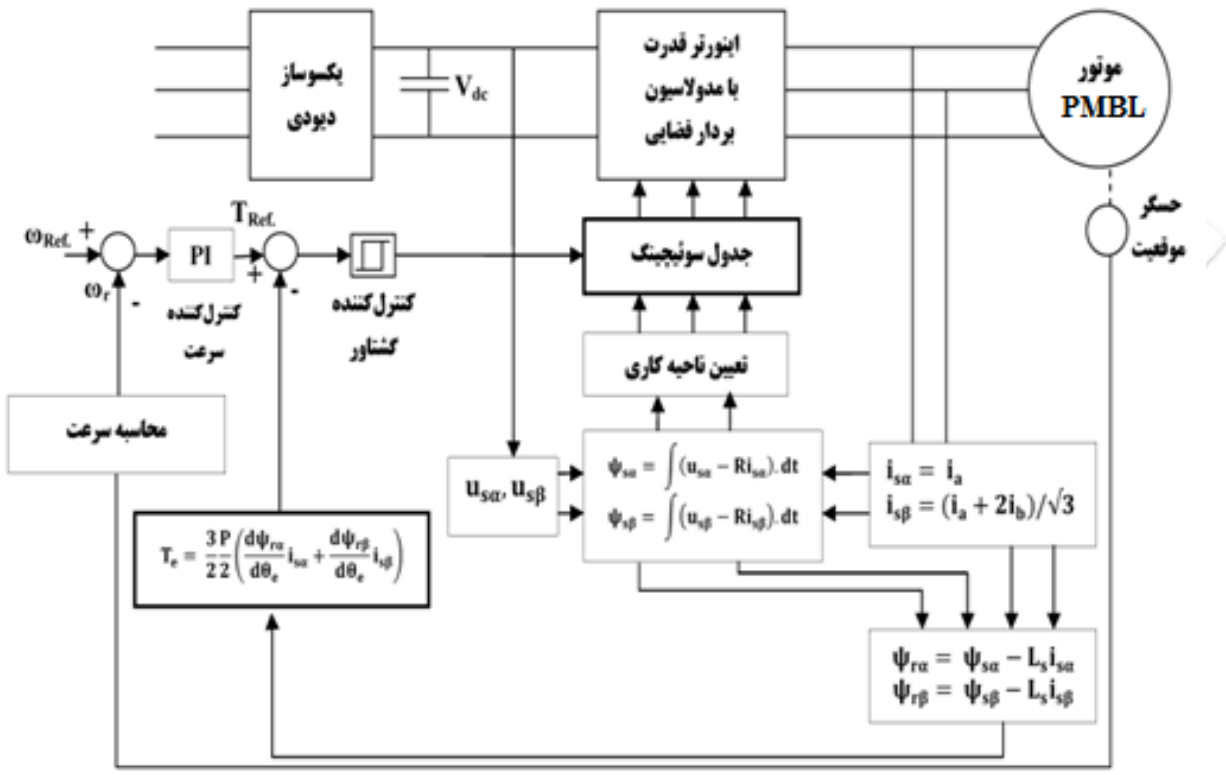 یکسوساز
دیودی
V_dc
اینورتر قدرت
با مدولاسیون
بردار فضایی
موتور
PMBL
حسگر
موقعیت
ω_Ref. +
ω_r -
PI
کنترل‌کننده
سرعت
T_Ref.
+
-
کنترل‌کننده
گشتاور
جدول سوئیچینگ
تعیین ناحیه کاری
محاسبه سرعت
u_sα, u_sβ
ψ_sα = ∫(u_sα − Ri_sα).dt
ψ_sβ = ∫(u_sβ − Ri_sβ).dt
i_sα = i_a
i_sβ = (i_a + 2i_b)/√3
T_e = 3/2 P/2 (dψ_rα/dθ_e i_sα + dψ_rβ/dθ_e i_sβ)
ψ_rα = ψ_sα − L_s i_sα
ψ_rβ = ψ_sβ − L_s i_sβ